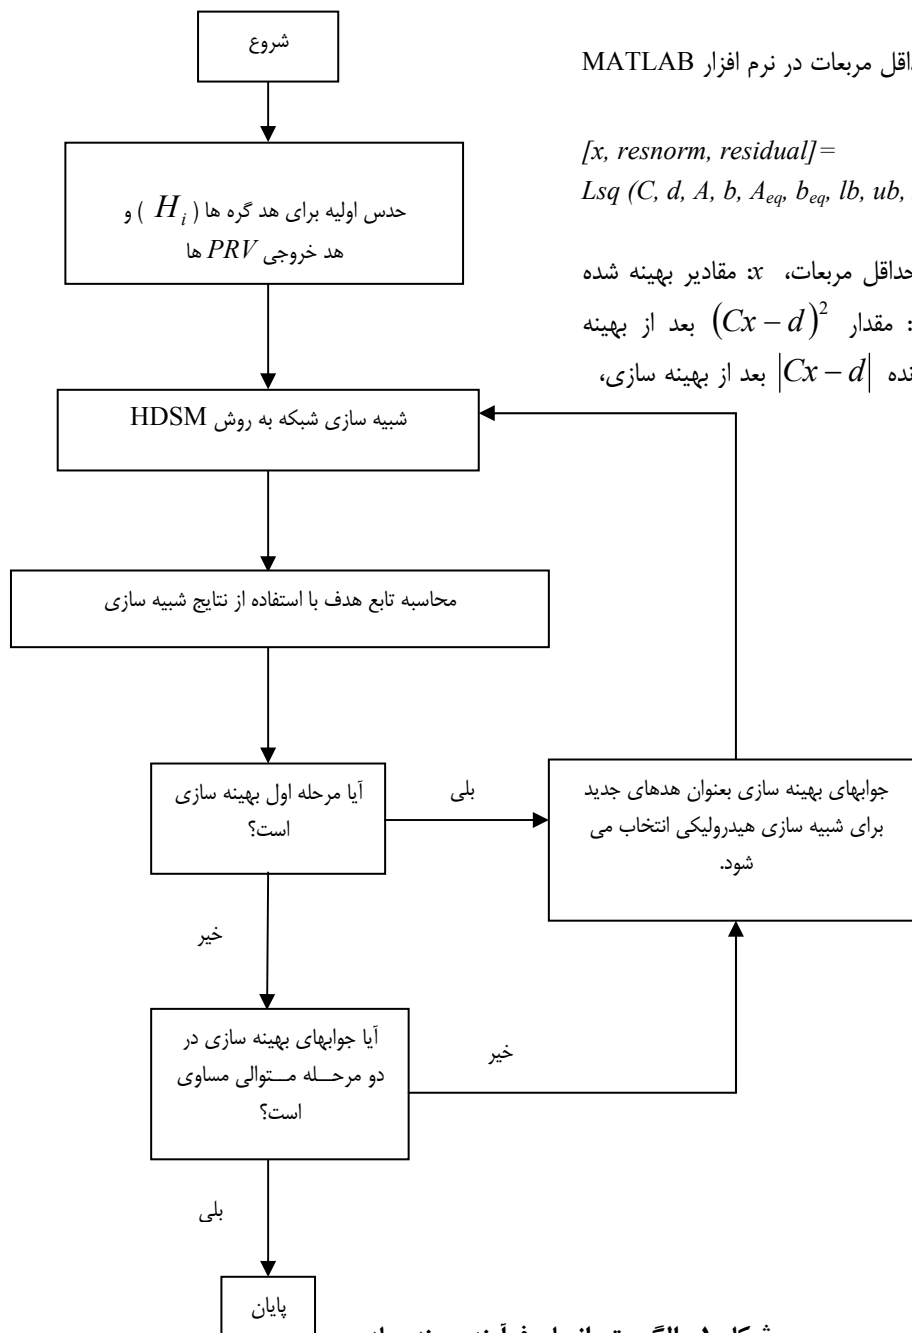 شروع
حدس اولیه برای هد گره ها ( H_i ) و
هد خروجی PRV ها
شبیه سازی شبکه به روش HDSM
محاسبه تابع هدف با استفاده از نتایج شبیه سازی
آیا مرحله اول بهینه سازی
است؟
بلی
جوابهای بهینه سازی بعنوان هدهای جدید
برای شبیه سازی هیدرولیکی انتخاب می
شود.
خیر
آیا جوابهای بهینه سازی در
دو مرحله متوالی مساوی
است؟
خیر
بلی
پایان
مربعات در نرم افزار MATLAB
[x, resnorm, residual]=
Lsq (C, d, A, b, A_eq, b_eq, lb, ub,
حداقل مربعات، x: مقادیر بهینه شده
: مقدار (Cx − d)^2 بعد از بهینه
|Cx − d| بعد از بهینه سازی،